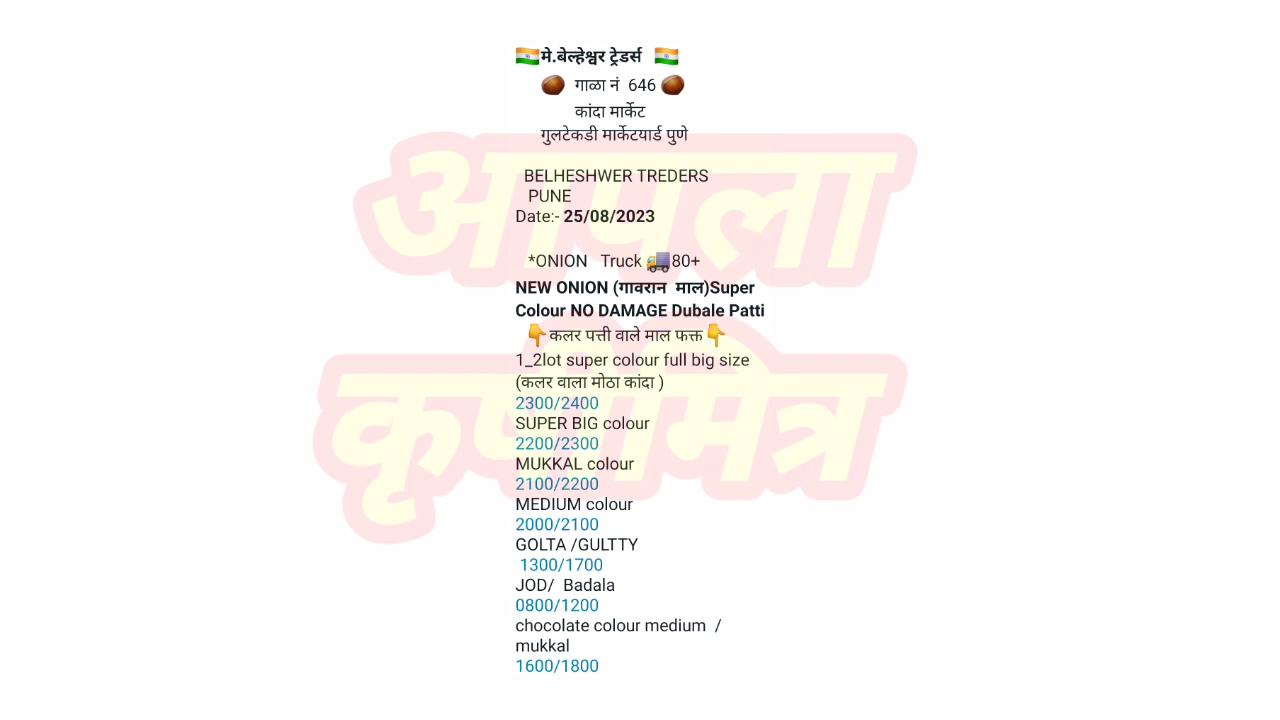 🇮🇳मे.बेल्हेश्वर ट्रेडर्स 🇮🇳
🌰 गाळा नं 646 🌰
कांदा मार्केट
गुलटेकडी मार्केटयार्ड पुणे
BELHESHWER TREDERS
PUNE
Date:- 25/08/2023
*ONION Truck 🚚80+
NEW ONION (गावरान माल)Super
Colour NO DAMAGE Dubale Patti
👇कलर पत्ती वाले माल फक्त👇
1_2lot super colour full big size
(कलर वाला मोठा कांदा )
2300/2400
SUPER BIG colour
2200/2300
MUKKAL colour
2100/2200
MEDIUM colour
2000/2100
GOLTA /GULTTY
1300/1700
JOD/ Badala
0800/1200
chocolate colour medium /
mukkal
1600/1800
आपला
कृषीमित्र